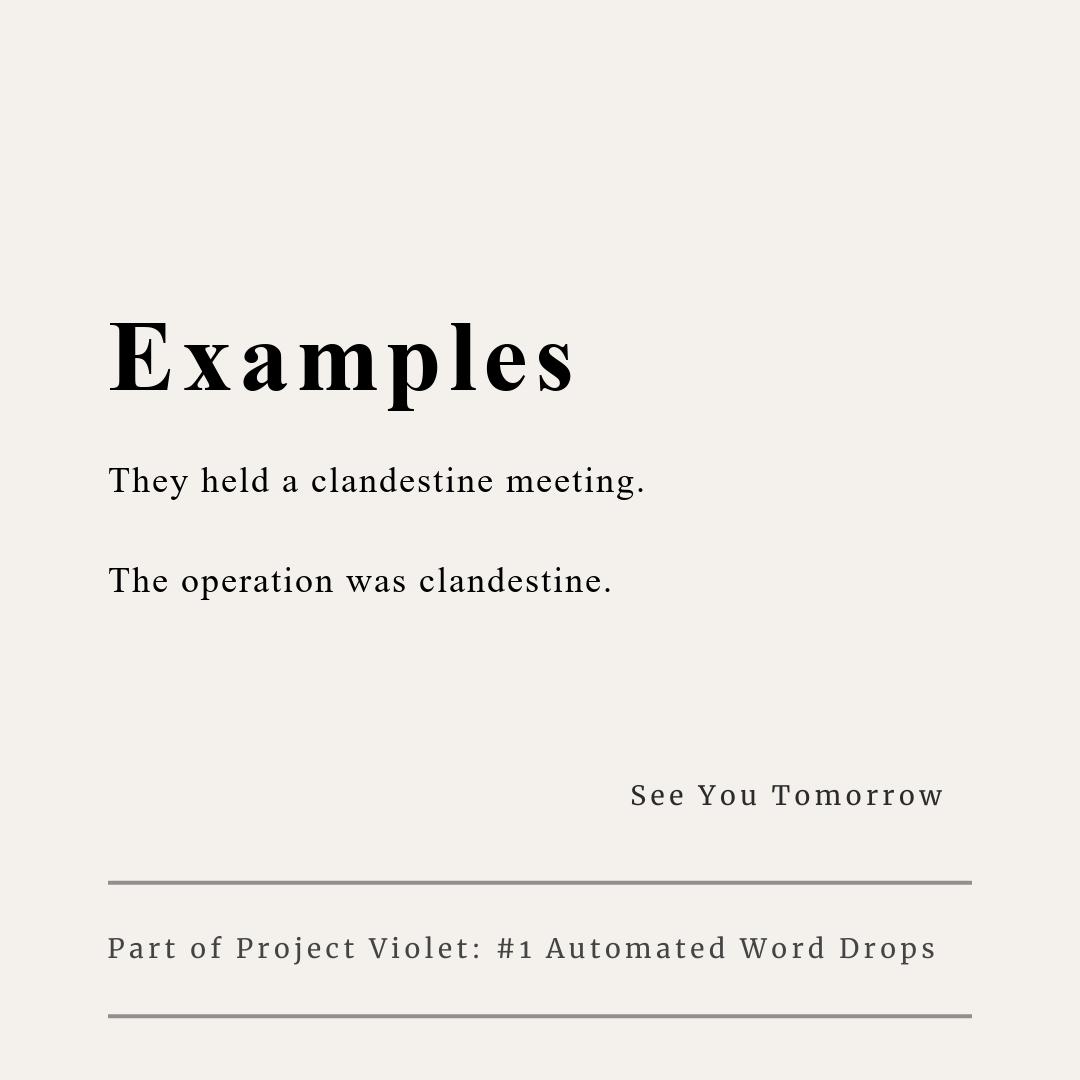 Examples
They held a clandestine meeting.
The operation was clandestine.
See You Tomorrow
Part of Project Violet: #1 Automated Word Drops